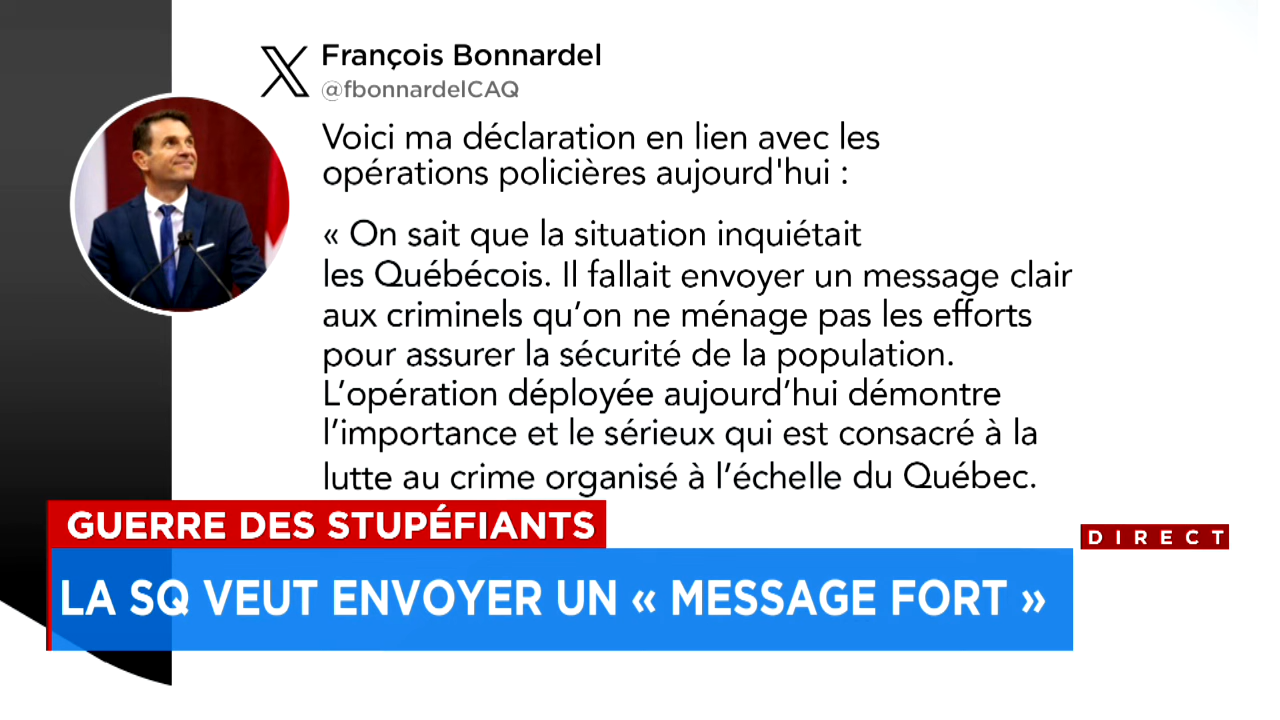 François Bonnardel
@fbonnardelCAQ
Voici ma déclaration en lien avec les
opérations policières aujourd'hui :
« On sait que la situation inquiétait
les Québécois. Il fallait envoyer un message clair
aux criminels qu’on ne ménage pas les efforts
pour assurer la sécurité de la population.
L’opération déployée aujourd’hui démontre
l’importance et le sérieux qui est consacré à la
lutte au crime organisé à l’échelle du Québec.
GUERRE DES STUPÉFIANTS
DIRECT
LA SQ VEUT ENVOYER UN « MESSAGE FORT »